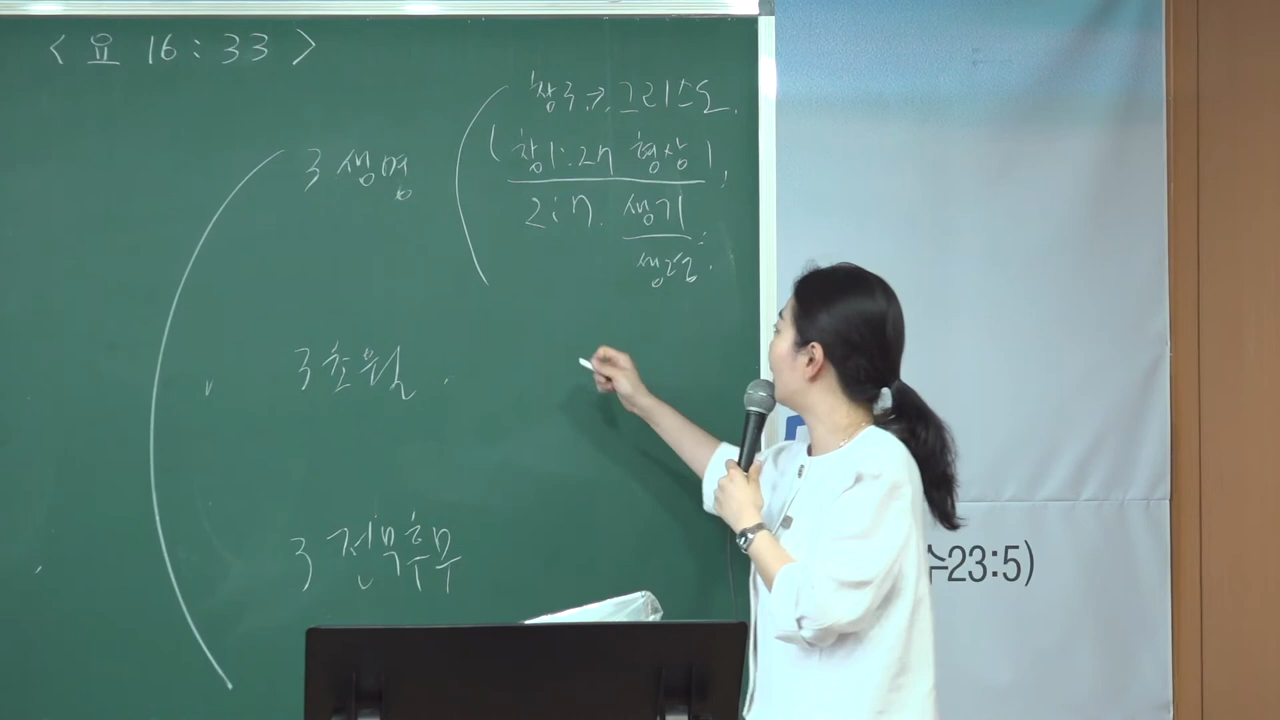 < 요 16:33 >
3 생명
창조→, 그리스도.
(창1:27 형상),
2:7. 생기:
생명.
3 초월
3 전무후무
수23:5)